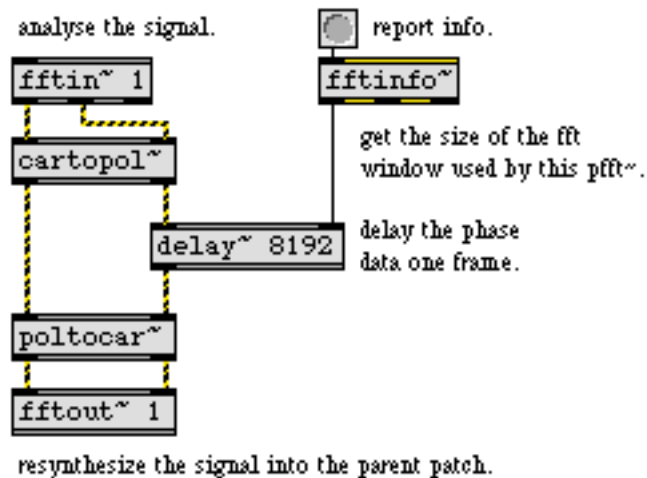 analyse the signal.
report info.
fftin~ 1
fftinfo~
get the size of the fft
window used by this pfft~.
cartopol~
delay~ 8192
delay the phase
data one frame.
poltocar~
fftout~ 1
resynthesize the signal into the parent patch.